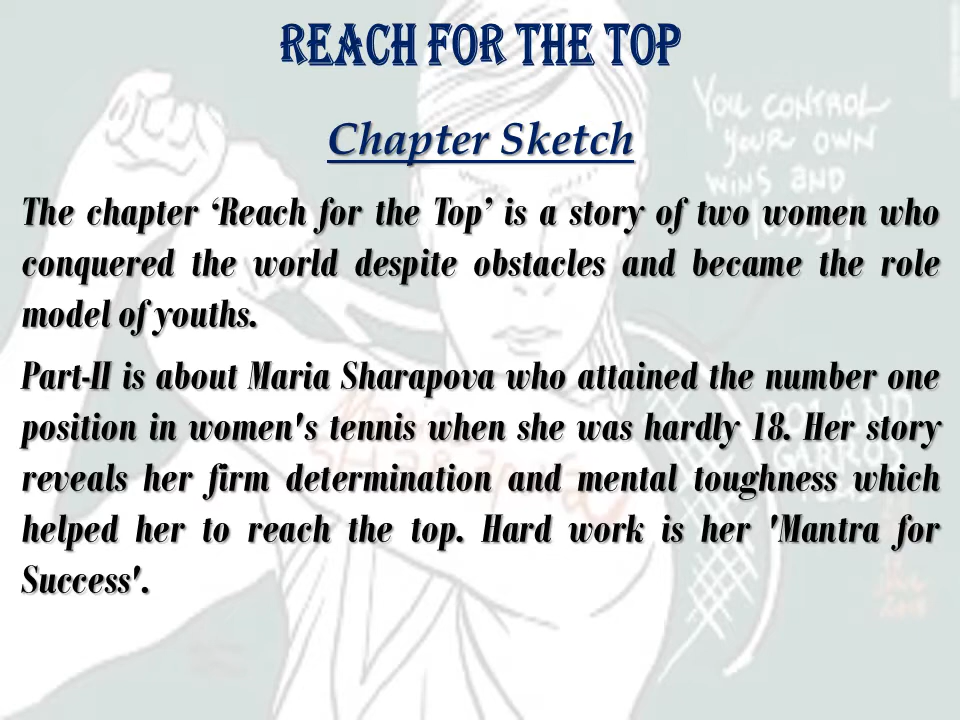 REACH FOR THE TOP
Chapter Sketch
The chapter ‘Reach for the Top’ is a story of two women who
conquered the world despite obstacles and became the role
model of youths.
Part-II is about Maria Sharapova who attained the number one
position in women's tennis when she was hardly 18. Her story
reveals her firm determination and mental toughness which
helped her to reach the top. Hard work is her 'Mantra for
Success'.
YOU CONTROL
YOUR OWN
WINS AND
ROLAND
GARROS